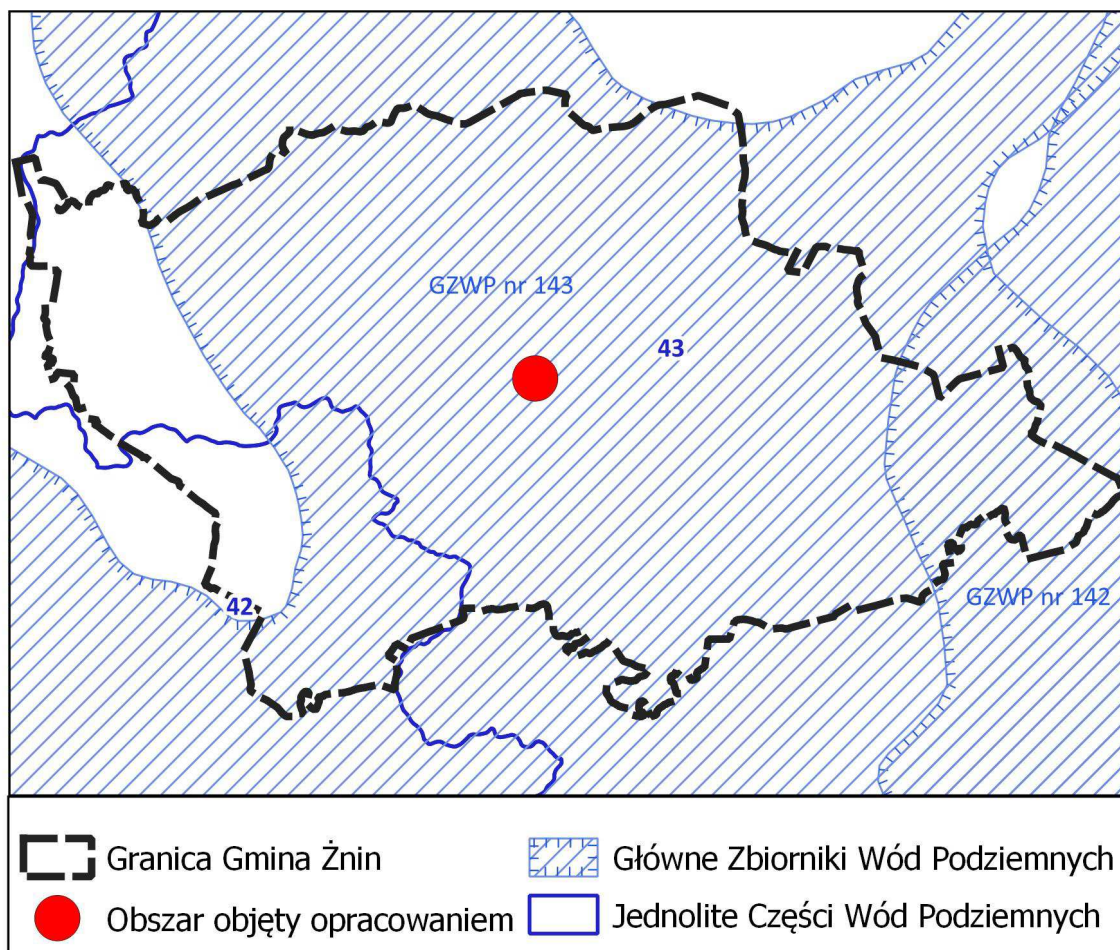 GZWP nr 143
43
42
GZWP nr 142
Granica Gmina Żnin
Główne Zbiorniki Wód Podziemnych
Obszar objęty opracowaniem
Jednolite Części Wód Podziemnych